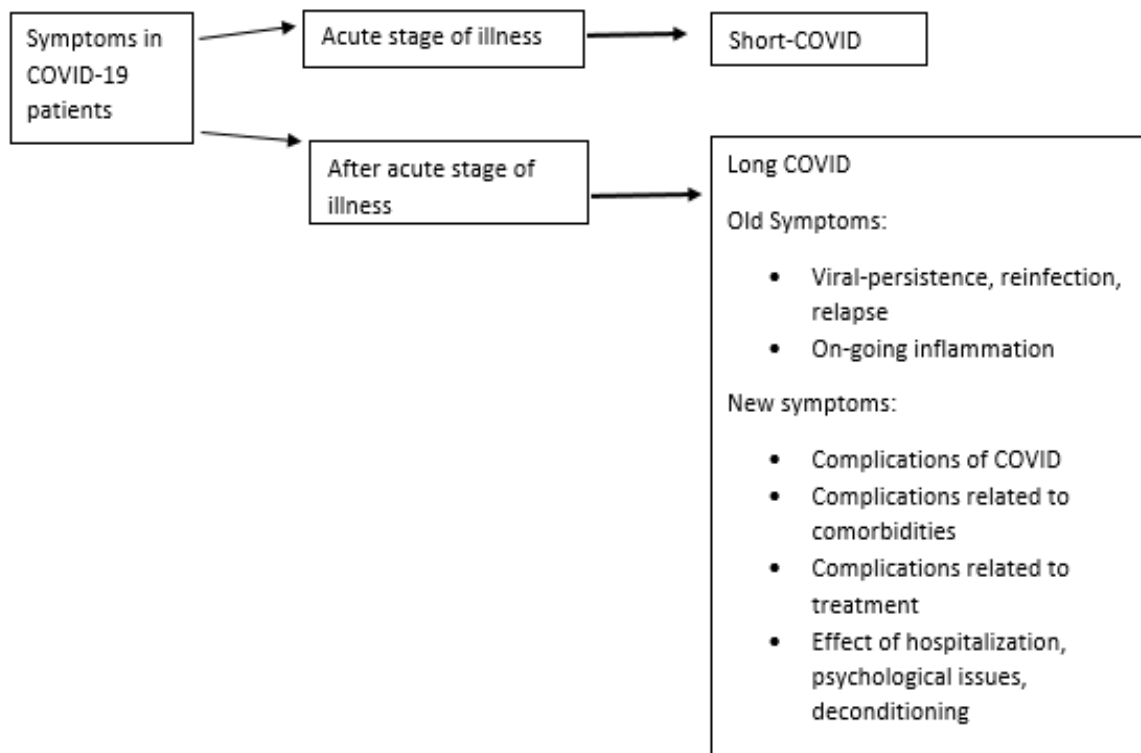 Symptoms in
COVID-19
patients
Acute stage of illness
Short-COVID
After acute stage of
illness
Long COVID
Old Symptoms:
• Viral-persistence, reinfection,
relapse
• On-going inflammation
New symptoms:
• Complications of COVID
• Complications related to
comorbidities
• Complications related to
treatment
• Effect of hospitalization,
psychological issues,
deconditioning